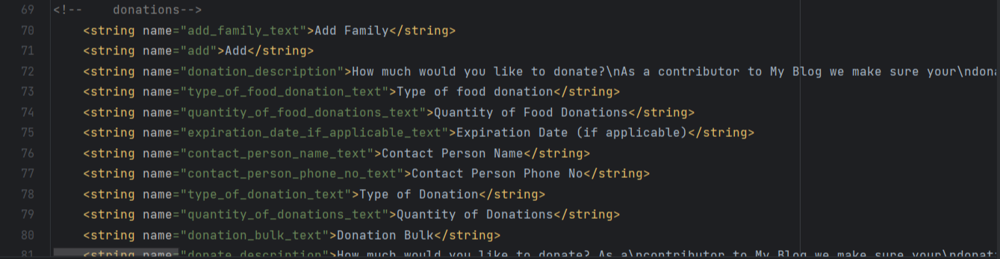 69 <!--    donations-->
70     <string name="add_family_text">Add Family</string>
71     <string name="add">Add</string>
72     <string name="donation_description">How much would you like to donate?\nAs a contributor to My Blog we make sure your\ndona
73     <string name="type_of_food_donation_text">Type of food donation</string>
74     <string name="quantity_of_food_donations_text">Quantity of Food Donations</string>
75     <string name="expiration_date_if_applicable_text">Expiration Date (if applicable)</string>
76     <string name="contact_person_name_text">Contact Person Name</string>
77     <string name="contact_person_phone_no_text">Contact Person Phone No</string>
78     <string name="type_of_donation_text">Type of Donation</string>
79     <string name="quantity_of_donations_text">Quantity of Donations</string>
80     <string name="donation_bulk_text">Donation Bulk</string>
81     <string name="donate_description">How much would you like to donate? As a\ncontributor to My Blog we make sure your\ndonat